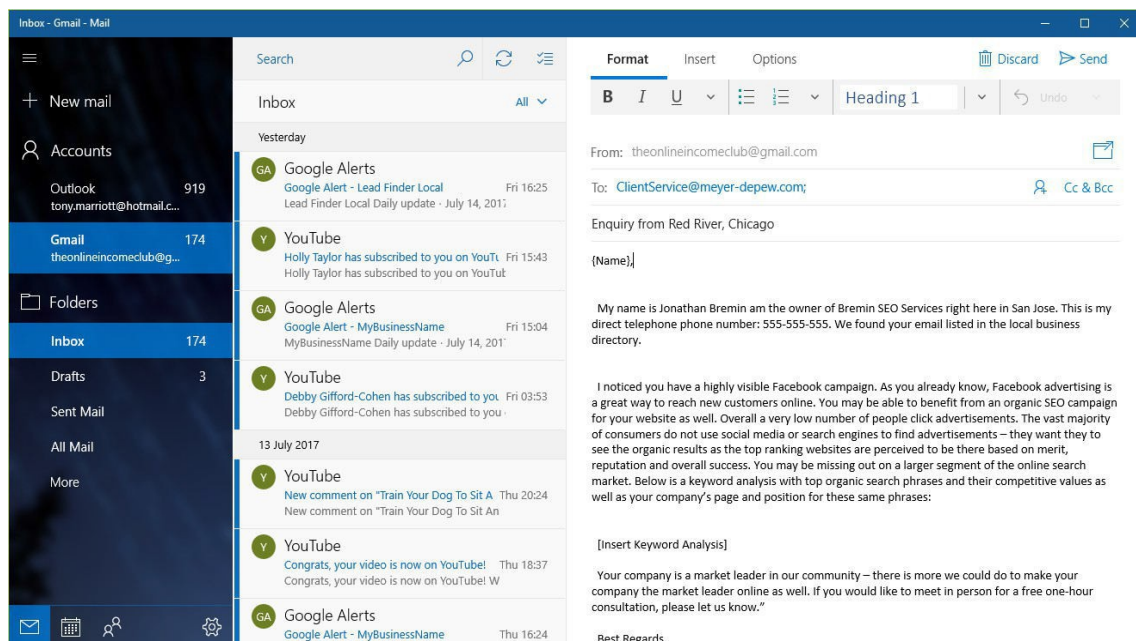 Inbox - Gmail - Mail
New mail
Accounts
Outlook 919
tony.marriott@hotmail.c...
Gmail 174
theonlineincomeclub@g...
Folders
Inbox 174
Drafts 3
Sent Mail
All Mail
More
Search
Inbox All
Yesterday
GA Google Alerts
Google Alert - Lead Finder Local Fri 16:25
Lead Finder Local Daily update · July 14, 2017
Y YouTube
Holly Taylor has subscribed to you on YouTu Fri 15:43
Holly Taylor has subscribed to you on YouTub
GA Google Alerts
Google Alert - MyBusinessName Fri 15:04
MyBusinessName Daily update · July 14, 201
Y YouTube
Debby Gifford-Cohen has subscribed to you Fri 03:53
Debby Gifford-Cohen has subscribed to you
13 July 2017
Y YouTube
New comment on "Train Your Dog To Sit A Thu 20:24
New comment on "Train Your Dog To Sit An
Y YouTube
Congrats, your video is now on YouTube! Thu 18:37
Congrats, your video is now on YouTube! W
GA Google Alerts
Google Alert - MyBusinessName Thu 16:24
Format Insert Options Discard Send
B I U Heading 1 Undo
From: theonlineincomeclub@gmail.com
To: ClientService@meyer-depew.com; Cc & Bcc
Enquiry from Red River, Chicago
{Name},
My name is Jonathan Bremin am the owner of Bremin SEO Services right here in San Jose. This is my
direct telephone phone number: 555-555-555. We found your email listed in the local business
directory.
I noticed you have a highly visible Facebook campaign. As you already know, Facebook advertising is
a great way to reach new customers online. You may be able to benefit from an organic SEO campaign
for your website as well. Overall a very low number of people click advertisements. The vast majority
of consumers do not use social media or search engines to find advertisements – they want they to
see the organic results as the top ranking websites are perceived to be there based on merit,
reputation and overall success. You may be missing out on a larger segment of the online search
market. Below is a keyword analysis with top organic search phrases and their competitive values as
well as your company's page and position for these same phrases:
[Insert Keyword Analysis]
Your company is a market leader in our community – there is more we could do to make your
company the market leader online as well. If you would like to meet in person for a free one-hour
consultation, please let us know."
Best Regards